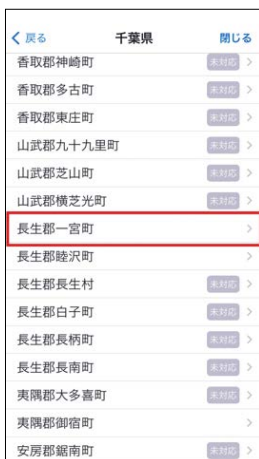 戻る 千葉県 閉じる
香取郡神崎町 未対応
香取郡多古町 未対応
香取郡東庄町 未対応
山武郡九十九里町 未対応
山武郡芝山町 未対応
山武郡横芝光町 未対応
長生郡一宮町
長生郡睦沢町
長生郡長生村 未対応
長生郡白子町 未対応
長生郡長柄町 未対応
長生郡長南町 未対応
夷隅郡大多喜町 未対応
夷隅郡御宿町
安房郡鋸南町 未対応